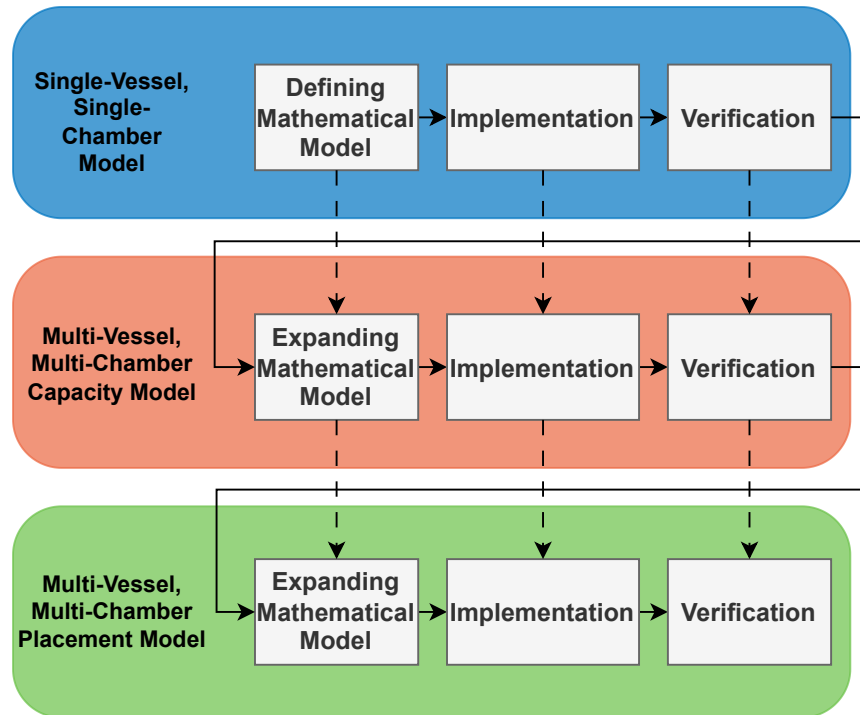 Single-Vessel,
Single-
Chamber
Model
Defining
Mathematical
Model
Implementation
Verification
Multi-Vessel,
Multi-Chamber
Capacity Model
Expanding
Mathematical
Model
Implementation
Verification
Multi-Vessel,
Multi-Chamber
Placement Model
Expanding
Mathematical
Model
Implementation
Verification